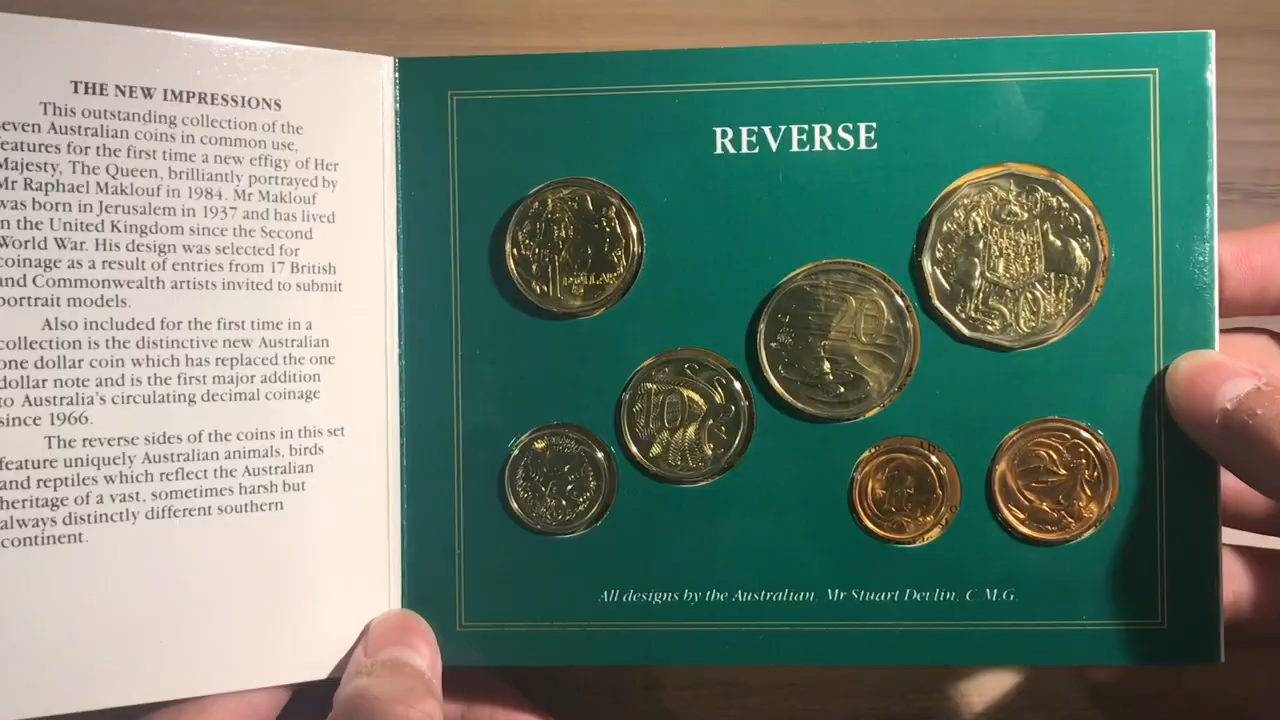 THE NEW IMPRESSIONS
This outstanding collection of the
seven Australian coins in common use,
features for the first time a new effigy of Her
Majesty, The Queen, brilliantly portrayed by
Mr Raphael Maklouf in 1984. Mr Maklouf
was born in Jerusalem in 1937 and has lived
in the United Kingdom since the Second
World War. His design was selected for
coinage as a result of entries from 17 British
and Commonwealth artists invited to submit
portrait models.
Also included for the first time in a
collection is the distinctive new Australian
one dollar coin which has replaced the one
dollar note and is the first major addition
to Australia's circulating decimal coinage
since 1966.
The reverse sides of the coins in this set
feature uniquely Australian animals, birds
and reptiles which reflect the Australian
heritage of a vast, sometimes harsh but
always distinctly different southern
continent.
REVERSE
DOLLAR
50
20
10
2
All designs by the Australian, Mr Stuart Devlin, C.M.G.